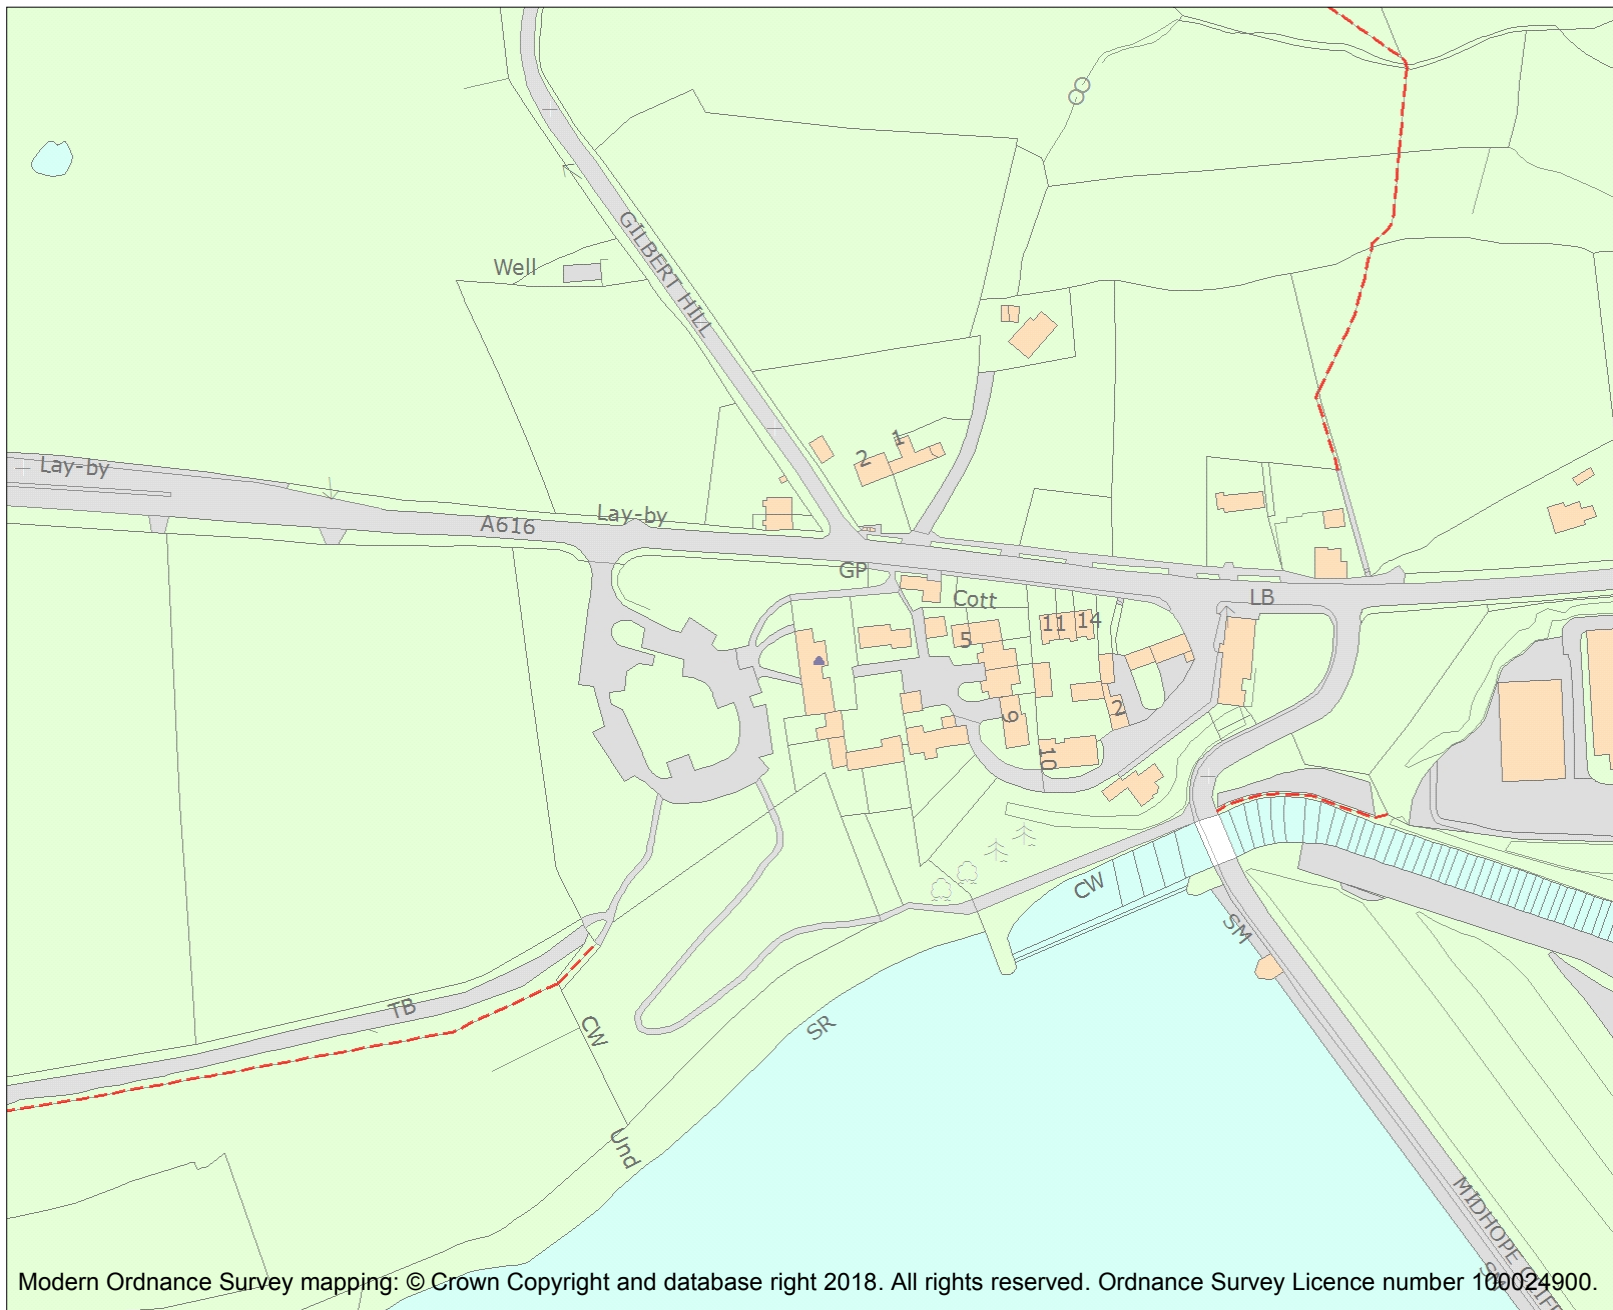 Well
GILBERT HILL
1
2
Lay-by
Lay-by
A616
GP
Cott
LB
11
14
5
2
9
10
CW
SM
TB
CW
SR
Und
MIDHOPE
Modern Ordnance Survey mapping: © Crown Copyright and database right 2018. All rights reserved. Ordnance Survey Licence number 100024900.